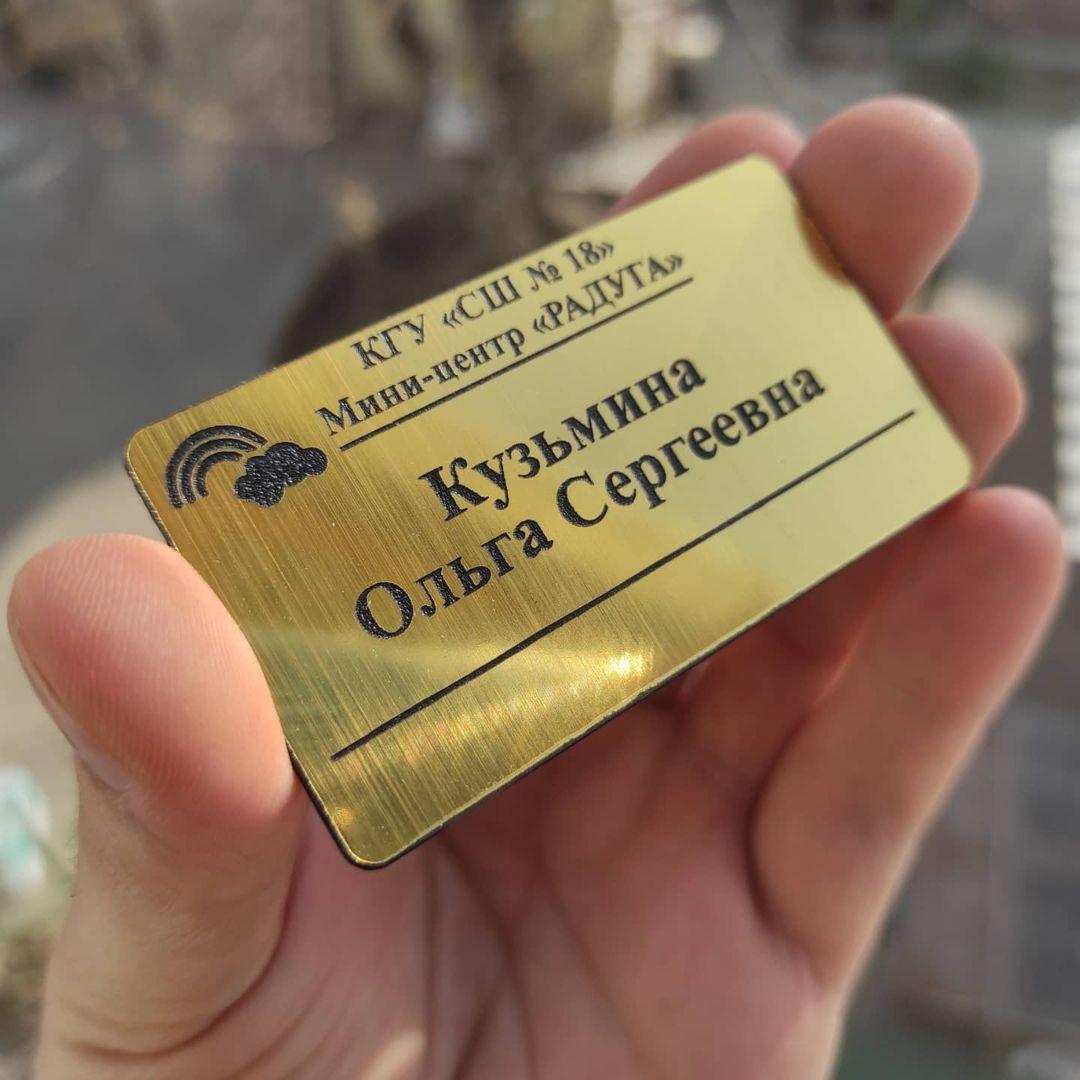 КГУ «СШ № 18»
Мини-центр «РАДУГА»
Кузьмина
Ольга Сергеевна